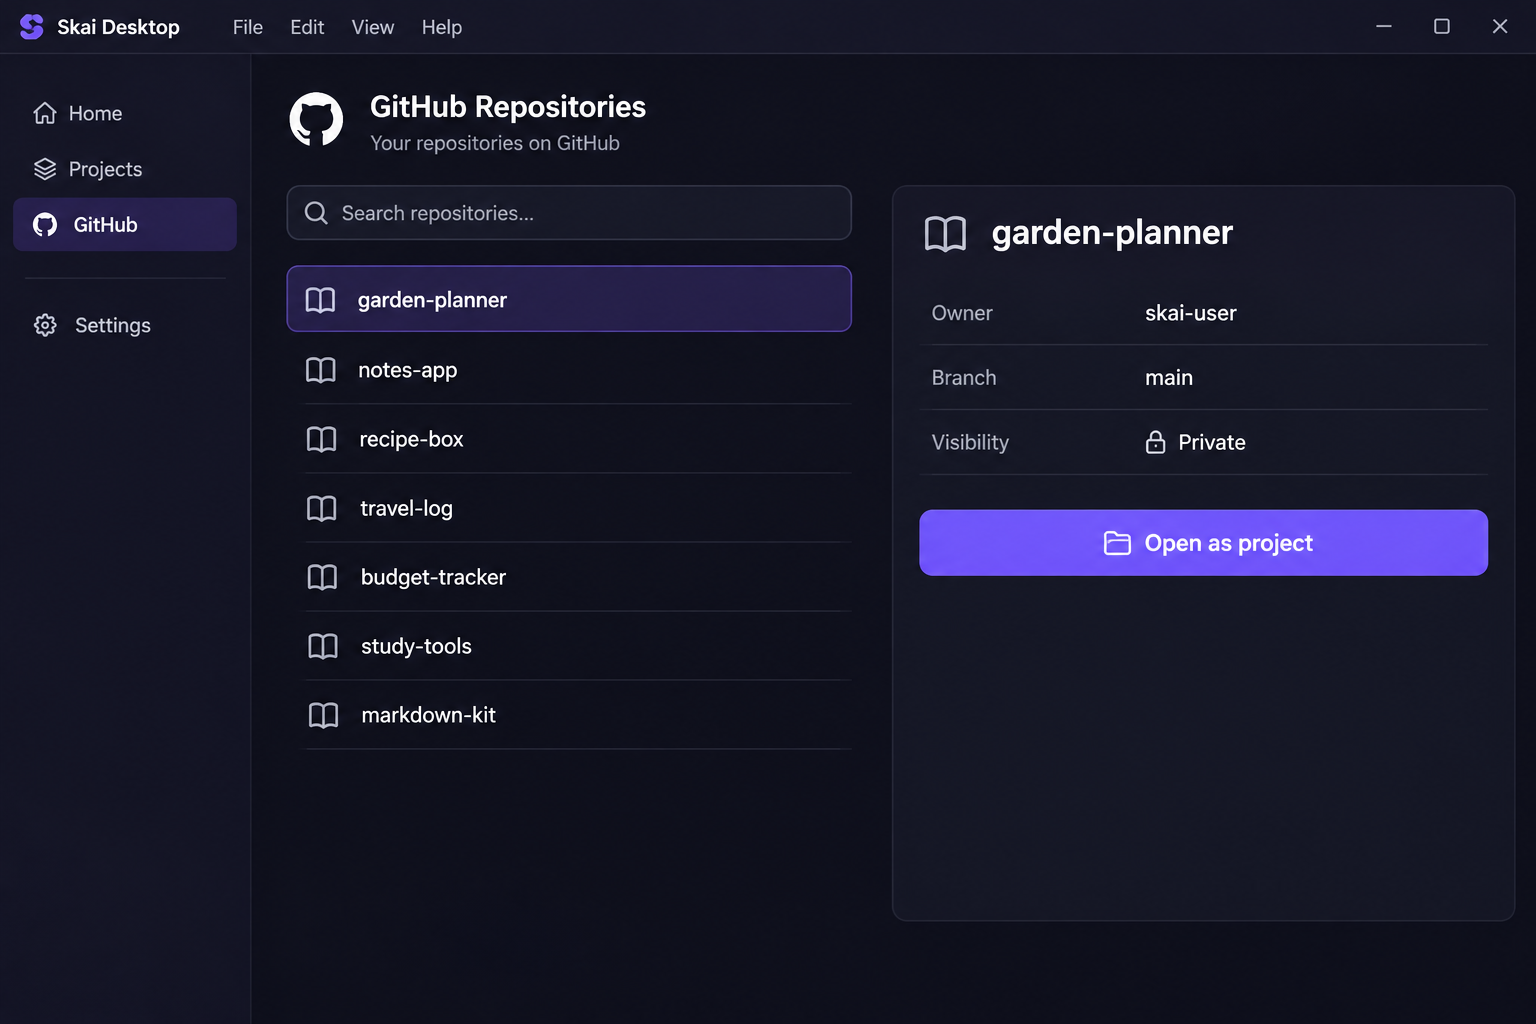 Skai Desktop
File Edit View Help
Home
Projects
GitHub
Settings
GitHub Repositories
Your repositories on GitHub
Search repositories...
garden-planner
notes-app
recipe-box
travel-log
budget-tracker
study-tools
markdown-kit
garden-planner
Owner skai-user
Branch main
Visibility Private
Open as project